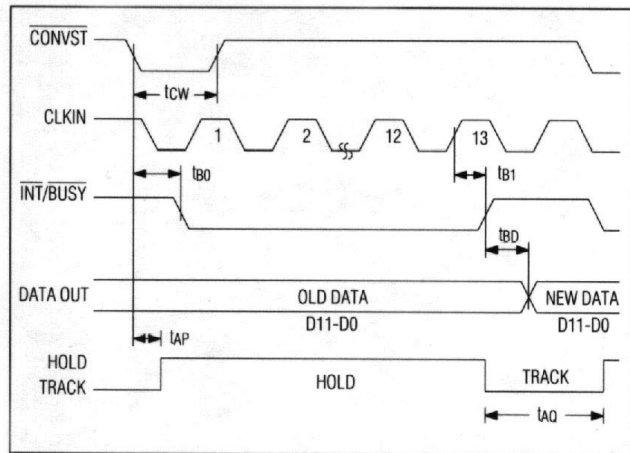 CONVST
tCW
CLKIN
1
2
12
13
tB0
tB1
INT/BUSY
tBD
DATA OUT
OLD DATA
NEW DATA
D11-D0
D11-D0
tAP
HOLD
TRACK
HOLD
TRACK
tAQ